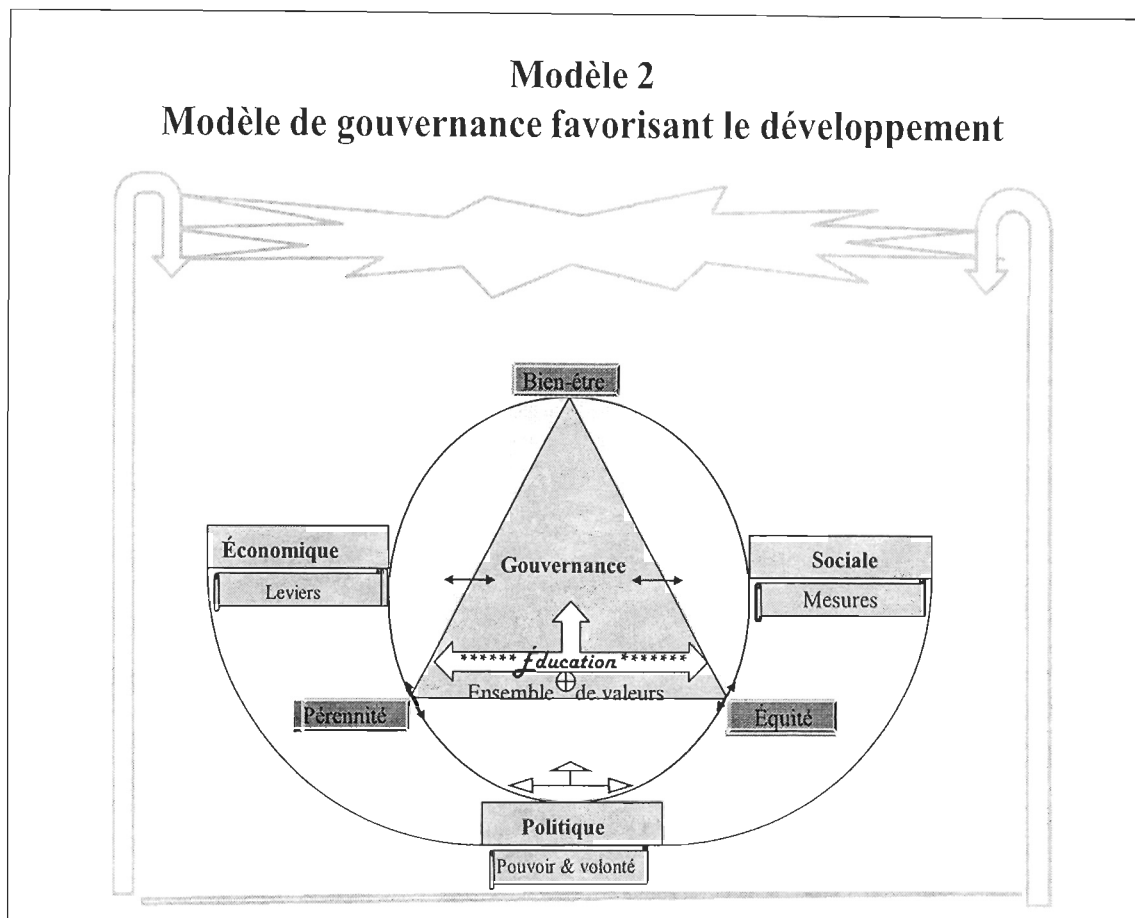 Modèle 2
Modèle de gouvernance favorisant le développement
Bien-être
Économique
Leviers
Gouvernance
Sociale
Mesures
****** Éducation *******
Ensemble de valeurs
Pérennité
Équité
Politique
Pouvoir & volonté